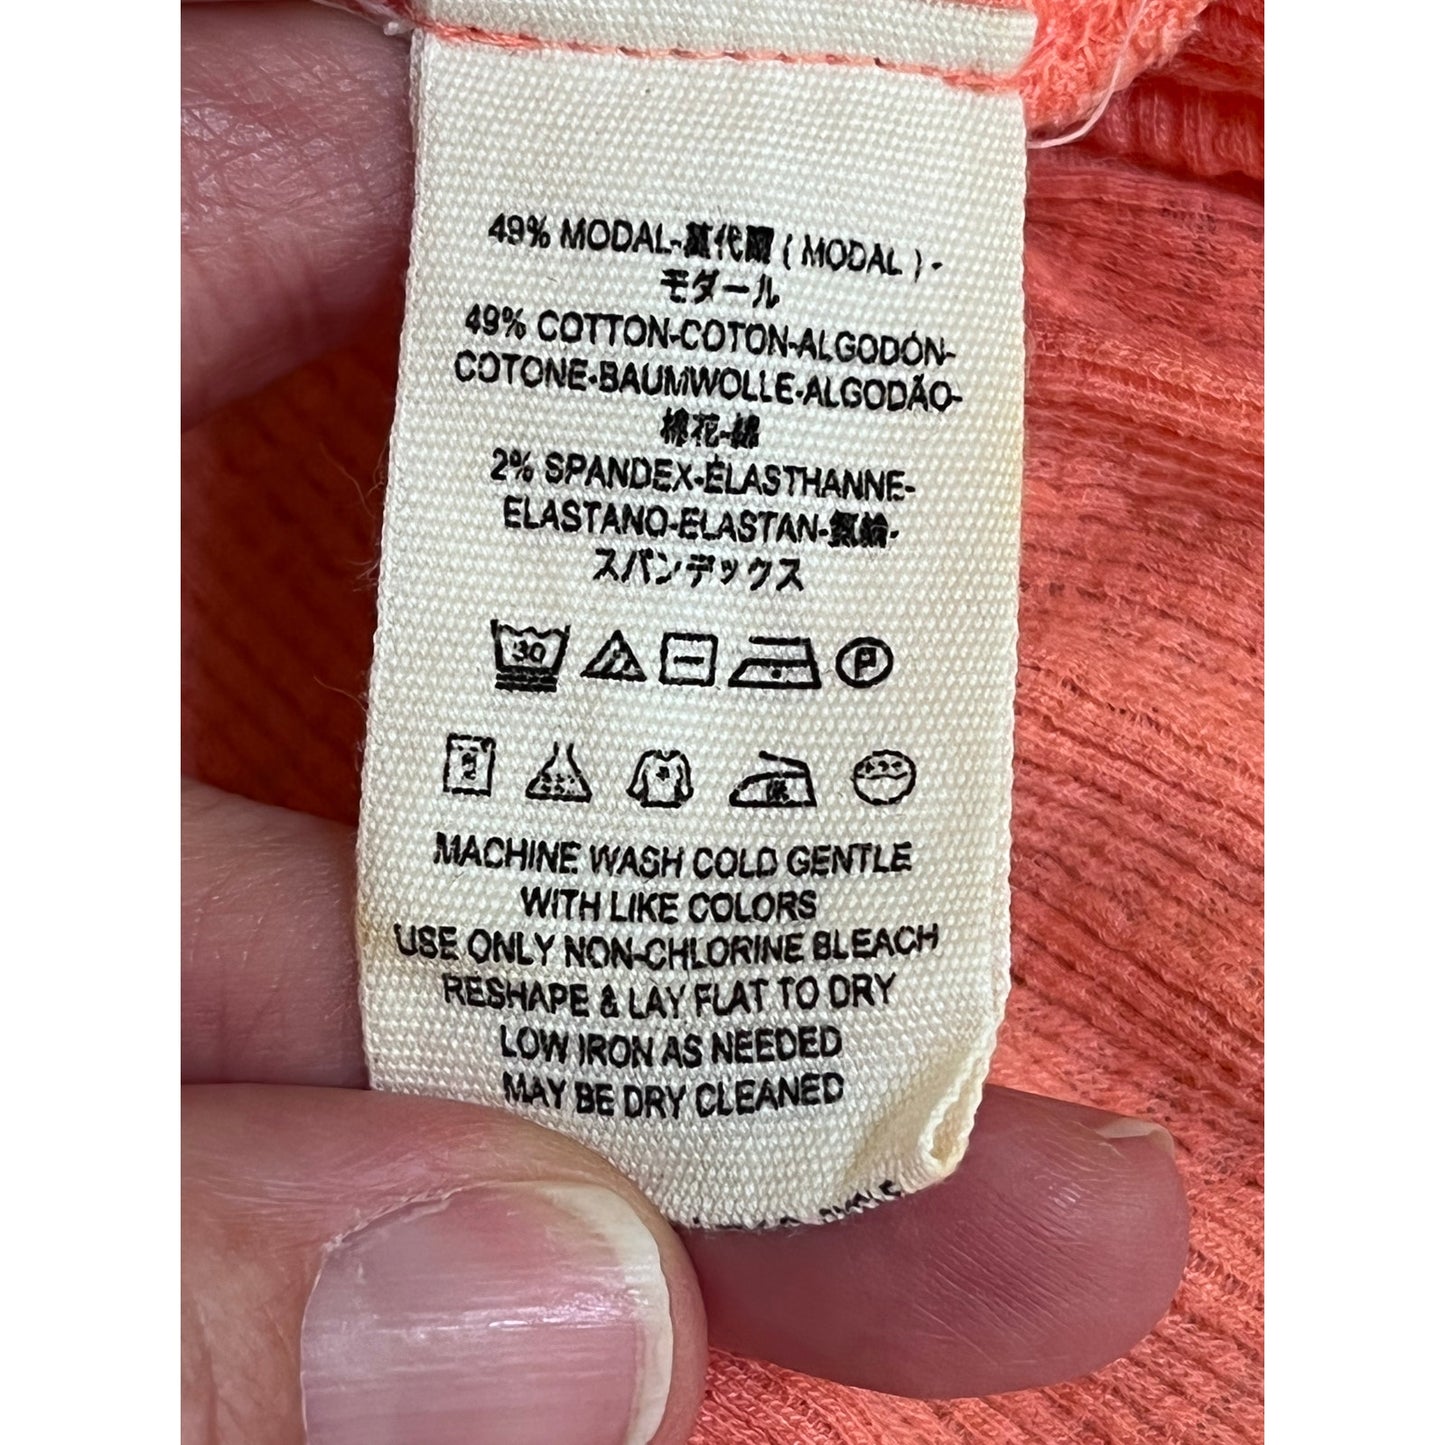 49% MODAL-莫代爾 ( MODAL ) -
モダール
49% COTTON-COTON-ALGODÓN-
COTONE-BAUMWOLLE-ALGODÃO-
棉花-綿
2% SPANDEX-ÉLASTHANNE-
ELASTANO-ELASTAN-氨綸-
スパンデックス
30 P
MACHINE WASH COLD GENTLE
WITH LIKE COLORS
USE ONLY NON-CHLORINE BLEACH
RESHAPE & LAY FLAT TO DRY
LOW IRON AS NEEDED
MAY BE DRY CLEANED